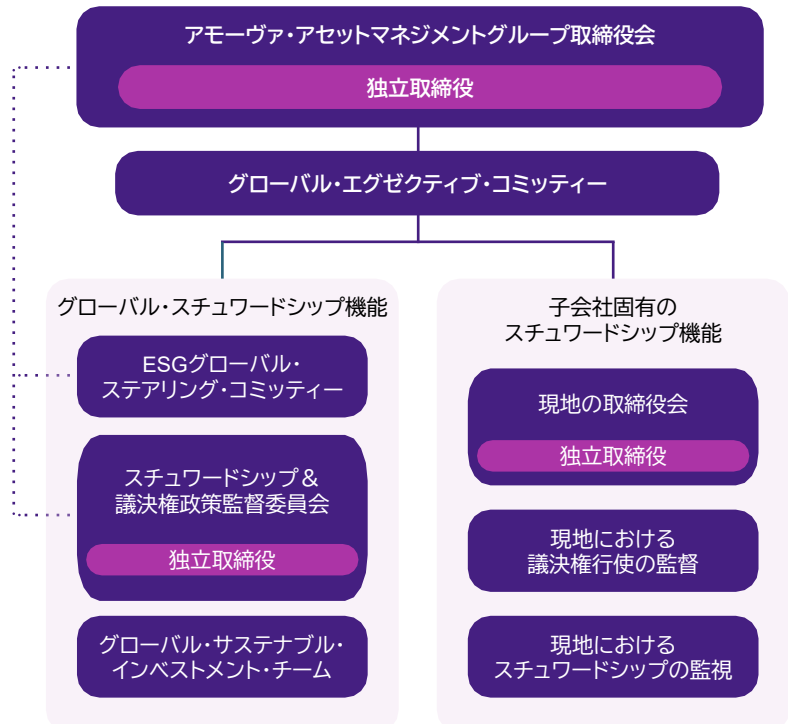 アモーヴァ・アセットマネジメントグループ取締役会
独立取締役
グローバル・エグゼクティブ・コミッティー
グローバル・スチュワードシップ機能
ESGグローバル・
ステアリング・コミッティー
スチュワードシップ＆
議決権政策監督委員会
独立取締役
グローバル・サステナブル・
インベストメント・チーム
子会社固有の
スチュワードシップ機能
現地の取締役会
独立取締役
現地における
議決権行使の監督
現地における
スチュワードシップの監視